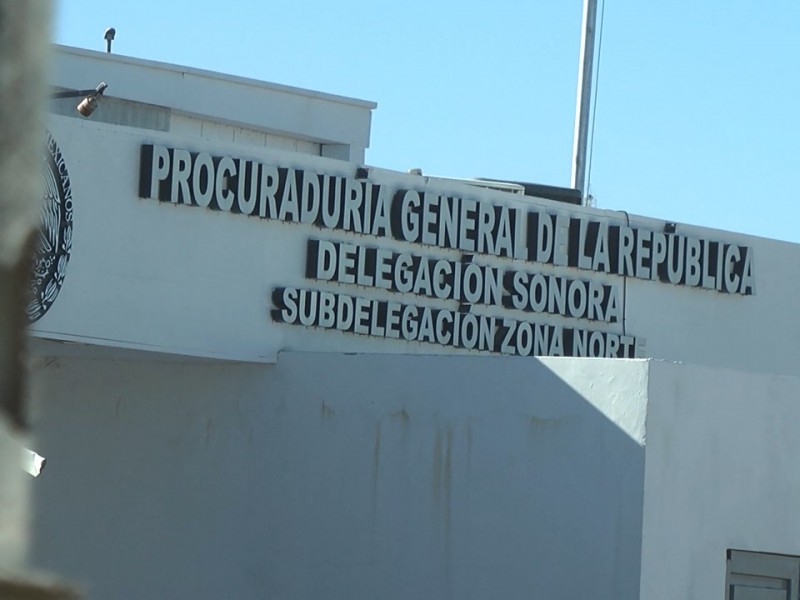 PROCURADURIA GENERAL DE LA REPÚBLICA
DELEGACIÓN SONORA
SUBDELEGACIÓN ZONA NORTE